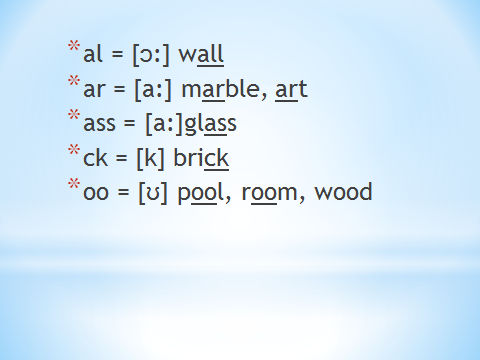 * al = [ɔ:] wall
* ar = [a:] marble, art
* ass = [a:]glass
* ck = [k] brick
* oo = [ʊ] pool, room, wood